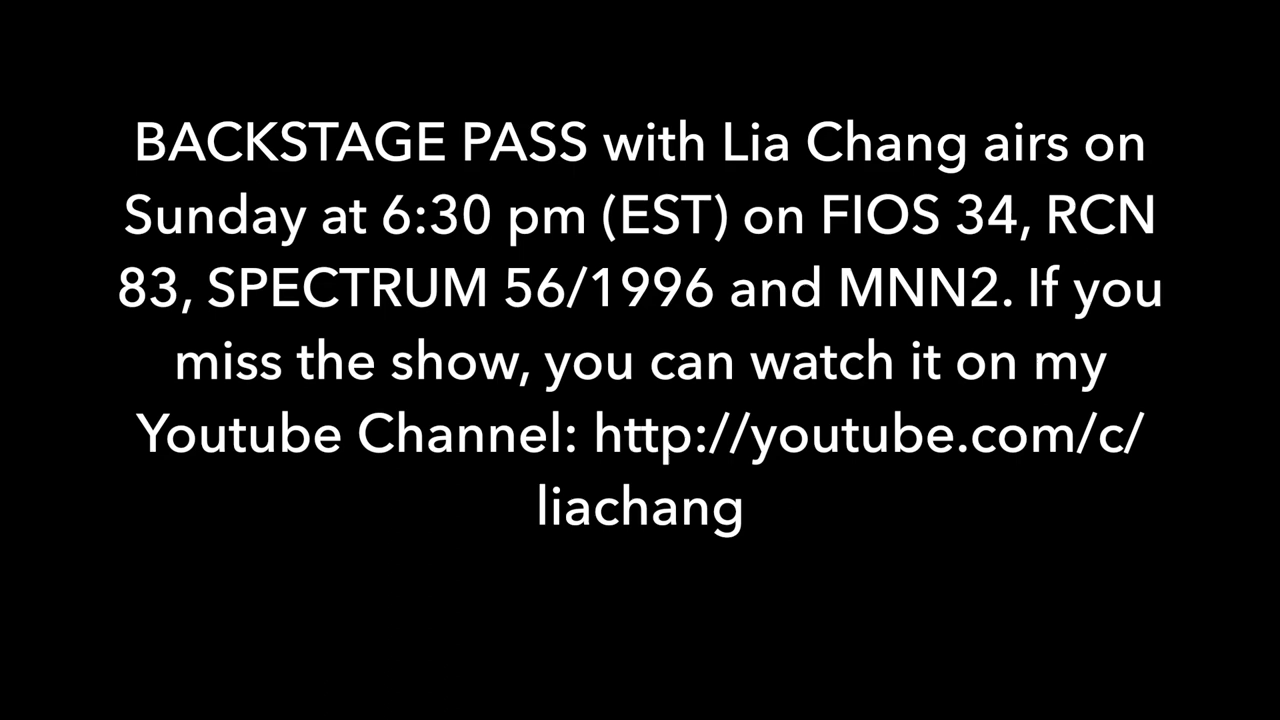 BACKSTAGE PASS with Lia Chang airs on
Sunday at 6:30 pm (EST) on FIOS 34, RCN
83, SPECTRUM 56/1996 and MNN2. If you
miss the show, you can watch it on my
Youtube Channel: http://youtube.com/c/
liachang